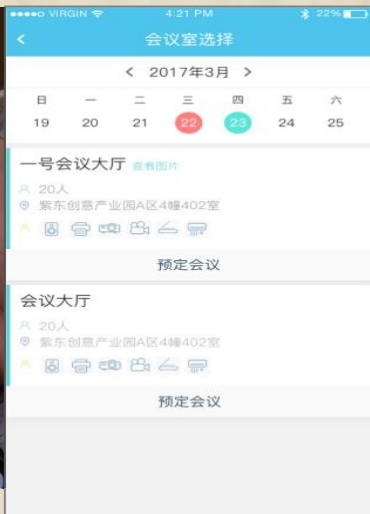 VIRGIN 4:21 PM 22%
会议室选择
< 2017年3月 >
日 一 二 三 四 五 六
19 20 21 22 23 24 25
一号会议大厅 查看图片
20人
紫东创意产业园A区4幢402室
预定会议
会议大厅
20人
紫东创意产业园A区4幢402室
预定会议